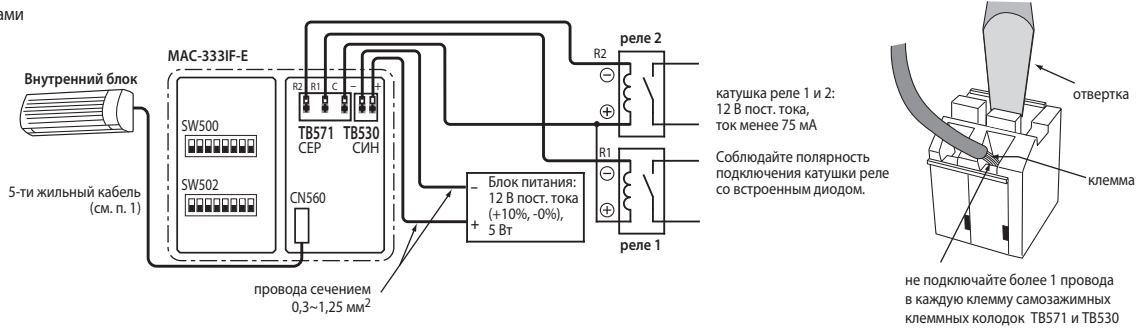 ами
MAC-333IF-E
Внутренний блок
5-ти жильный кабель
(см. п. 1)
SW500
SW502
R2 R1 C − +
TB571 TB530
СЕР СИН
CN560
провода сечением
0,3~1,25 мм²
− Блок питания:
12 В пост. тока
(+10%, -0%),
+ 5 Вт
реле 2
R2
−
+
R1
−
+
реле 1
катушка реле 1 и 2:
12 В пост. тока,
ток менее 75 мА
Соблюдайте полярность
подключения катушки реле
со встроенным диодом.
отвертка
клемма
не подключайте более 1 провода
в каждую клемму самозажимных
клеммных колодок TB571 и TB530